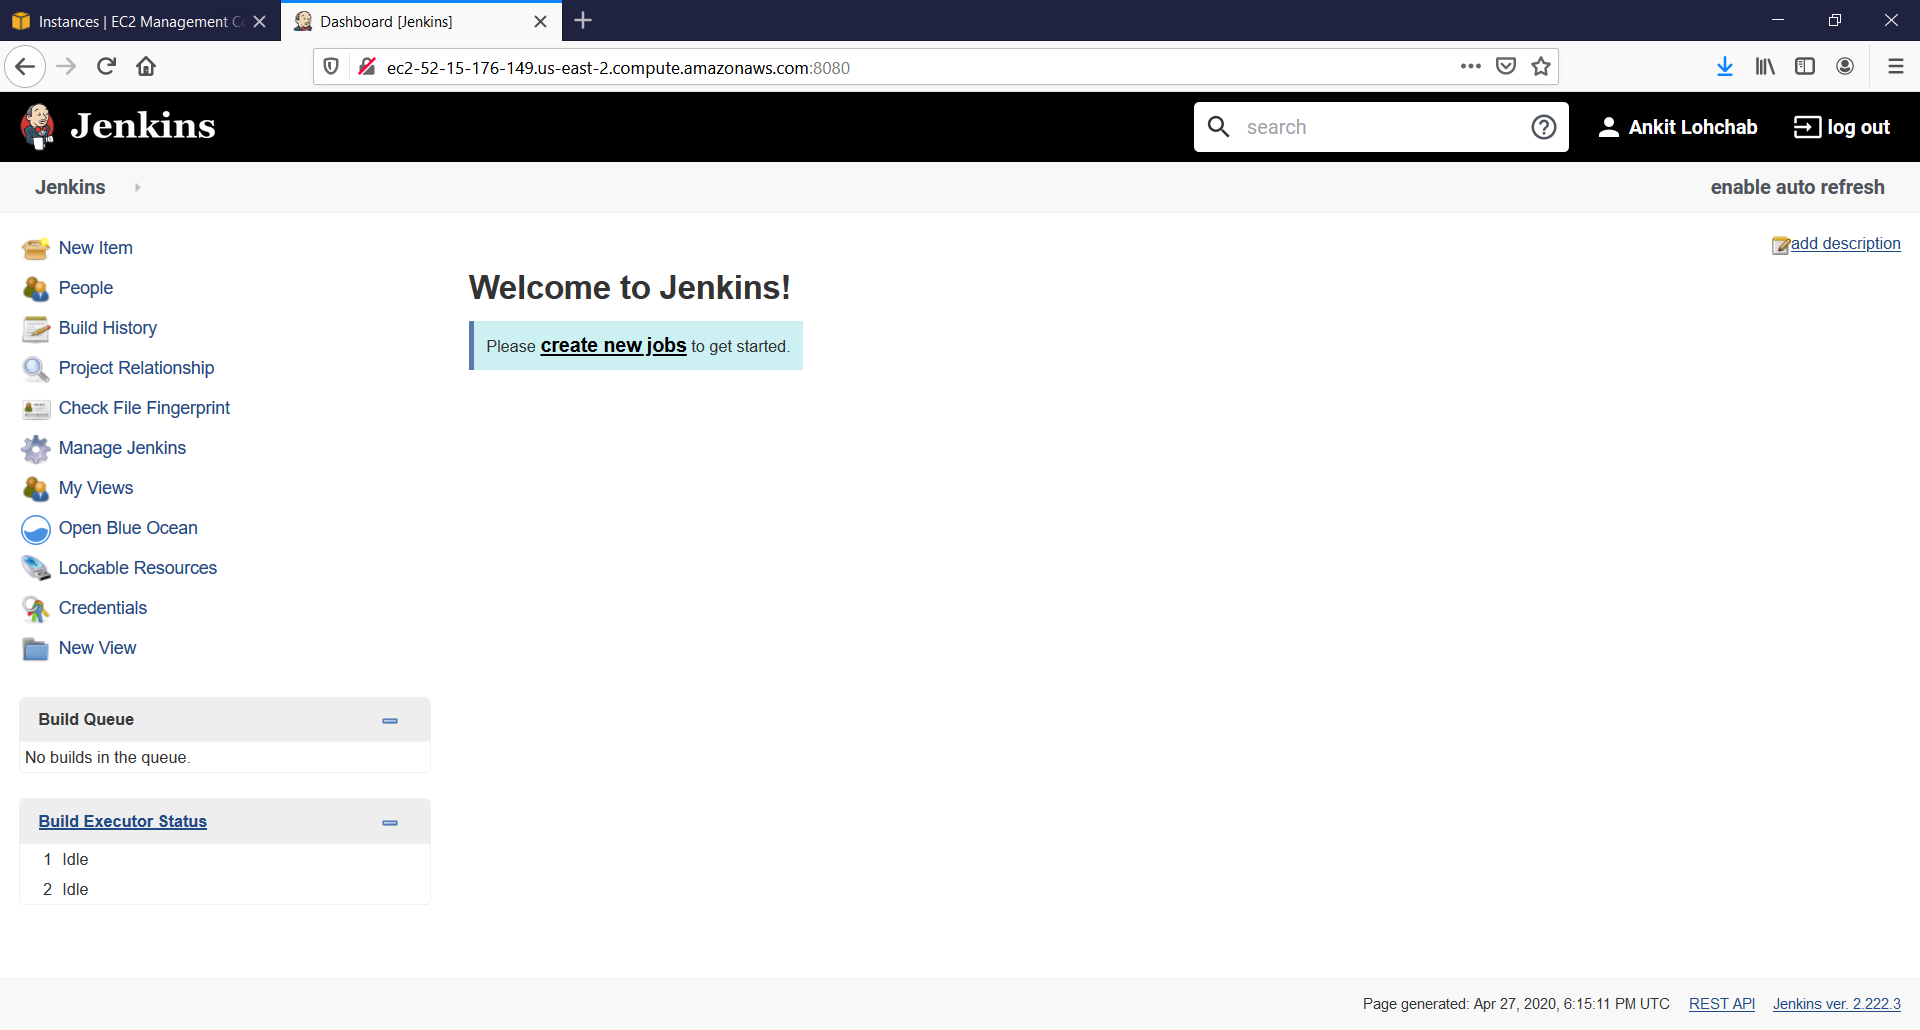 Instances | EC2 Management C
Dashboard [Jenkins]
ec2-52-15-176-149.us-east-2.compute.amazonaws.com:8080
Jenkins
search
Ankit Lohchab
log out
Jenkins
enable auto refresh
New Item
People
Build History
Project Relationship
Check File Fingerprint
Manage Jenkins
My Views
Open Blue Ocean
Lockable Resources
Credentials
New View
add description
Welcome to Jenkins!
Please create new jobs to get started.
Build Queue
No builds in the queue.
Build Executor Status
1 Idle
2 Idle
Page generated: Apr 27, 2020, 6:15:11 PM UTC REST API Jenkins ver. 2.222.3